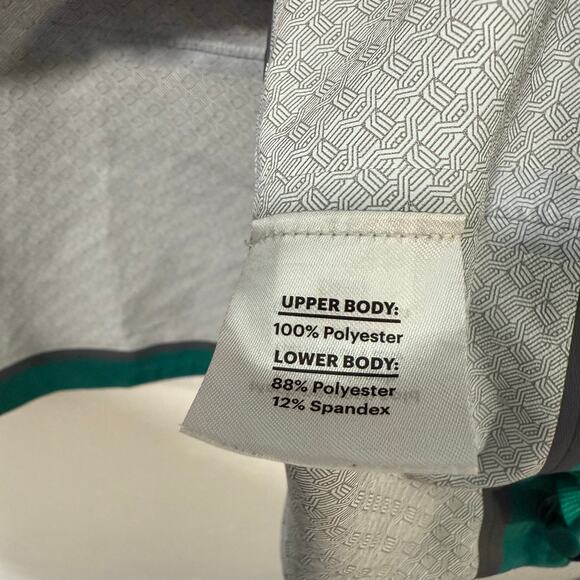 UPPER BODY:
100% Polyester
LOWER BODY:
88% Polyester
12% Spandex